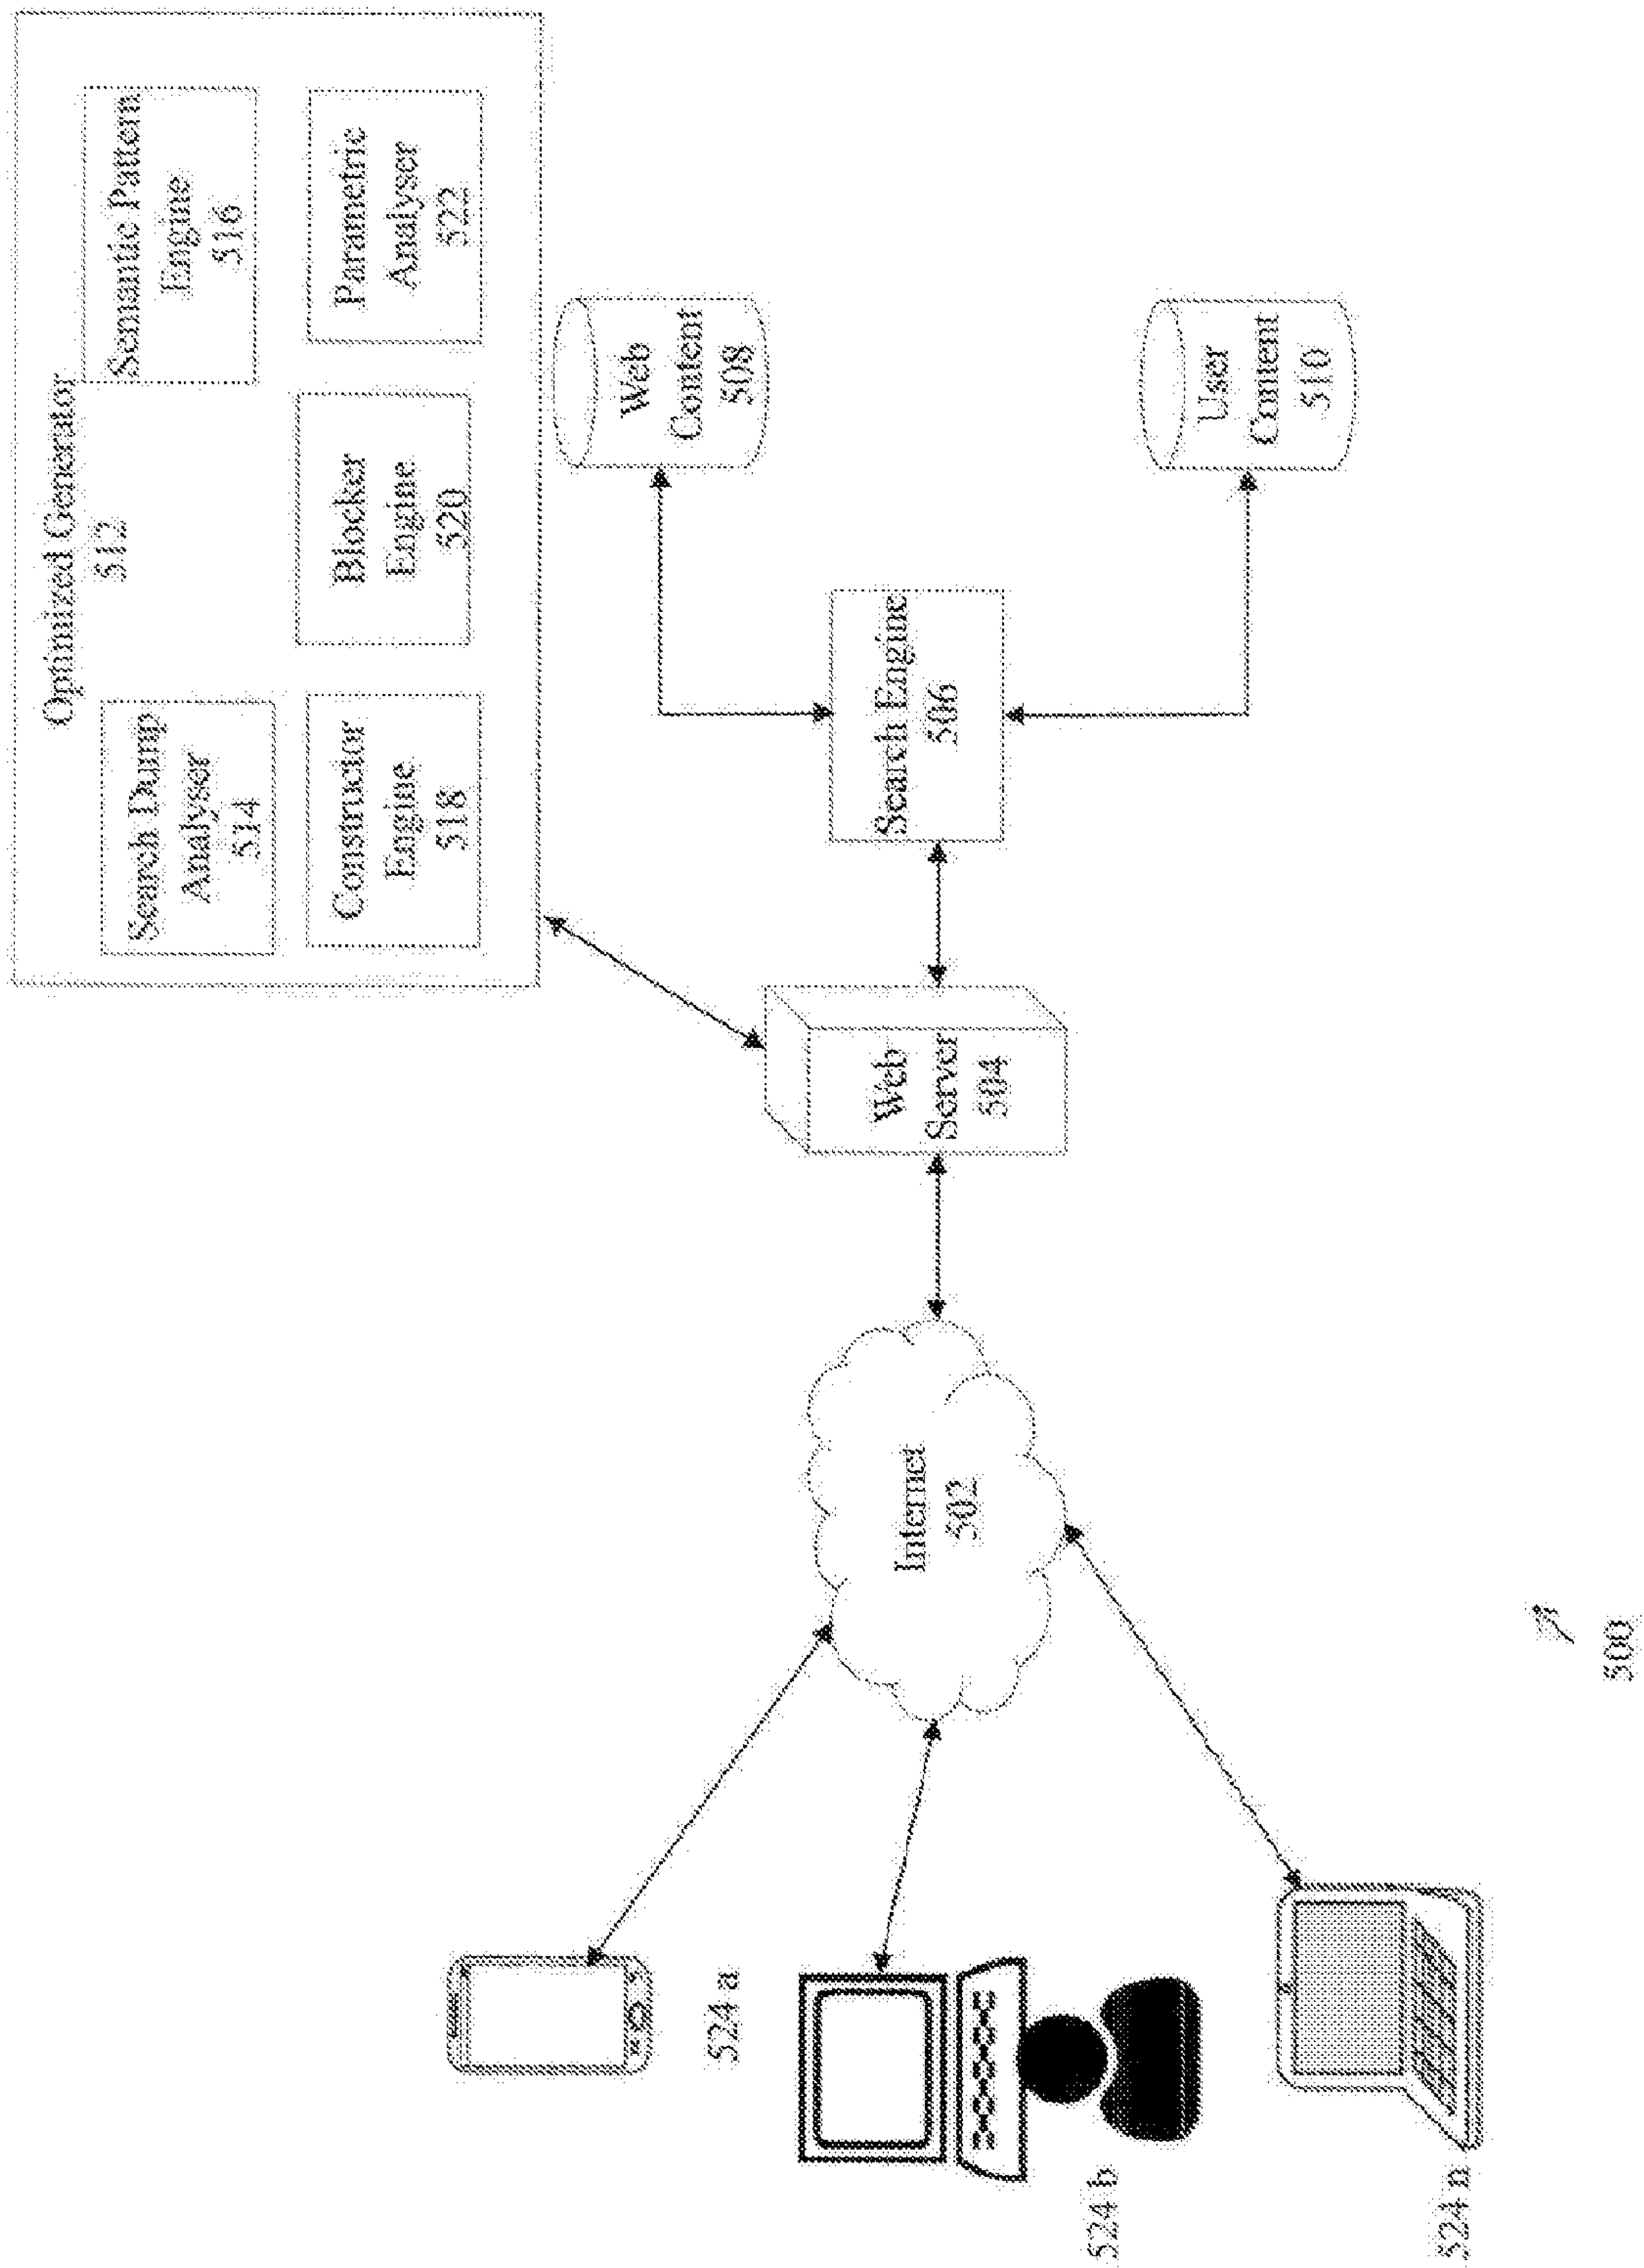 Optimized Generator
512
Search Dump
Analyser
514
Semantic Pattern
Engine
516
Constructor
Engine
518
Blocker
Engine
520
Parametric
Analyser
522
Web
Content
508
524 a
Internet
502
Web
Server
504
Search Engine
506
524 b
User
Content
510
524 n
500